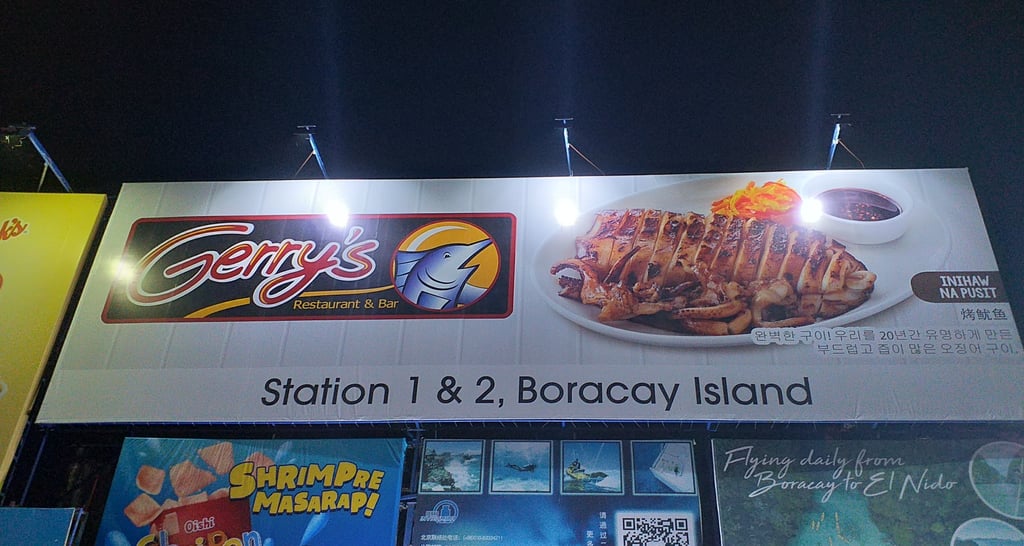 Gerry's
Restaurant & Bar
INIHAW
NA PUSIT
烤鱿鱼
완벽한 구이! 우리를 20년간 유명하게 만든
부드럽고 즙이 많은 오징어 구이.
Station 1 & 2, Boracay Island
SHRIMPRE
MASARAP!
Oishi
Flying daily from
Boracay to El Nido